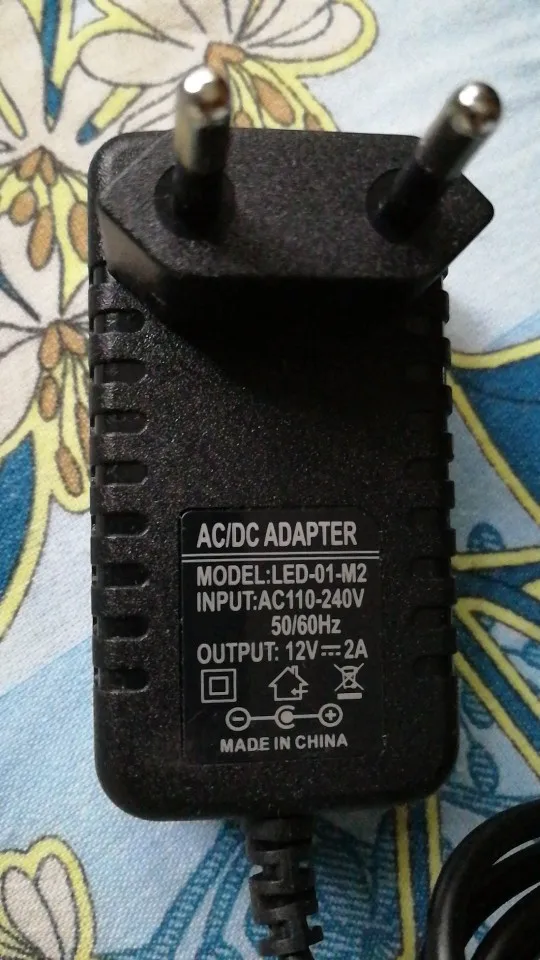 AC/DC ADAPTER
MODEL:LED-01-M2
INPUT:AC110-240V
50/60Hz
OUTPUT: 12V⎓2A
MADE IN CHINA